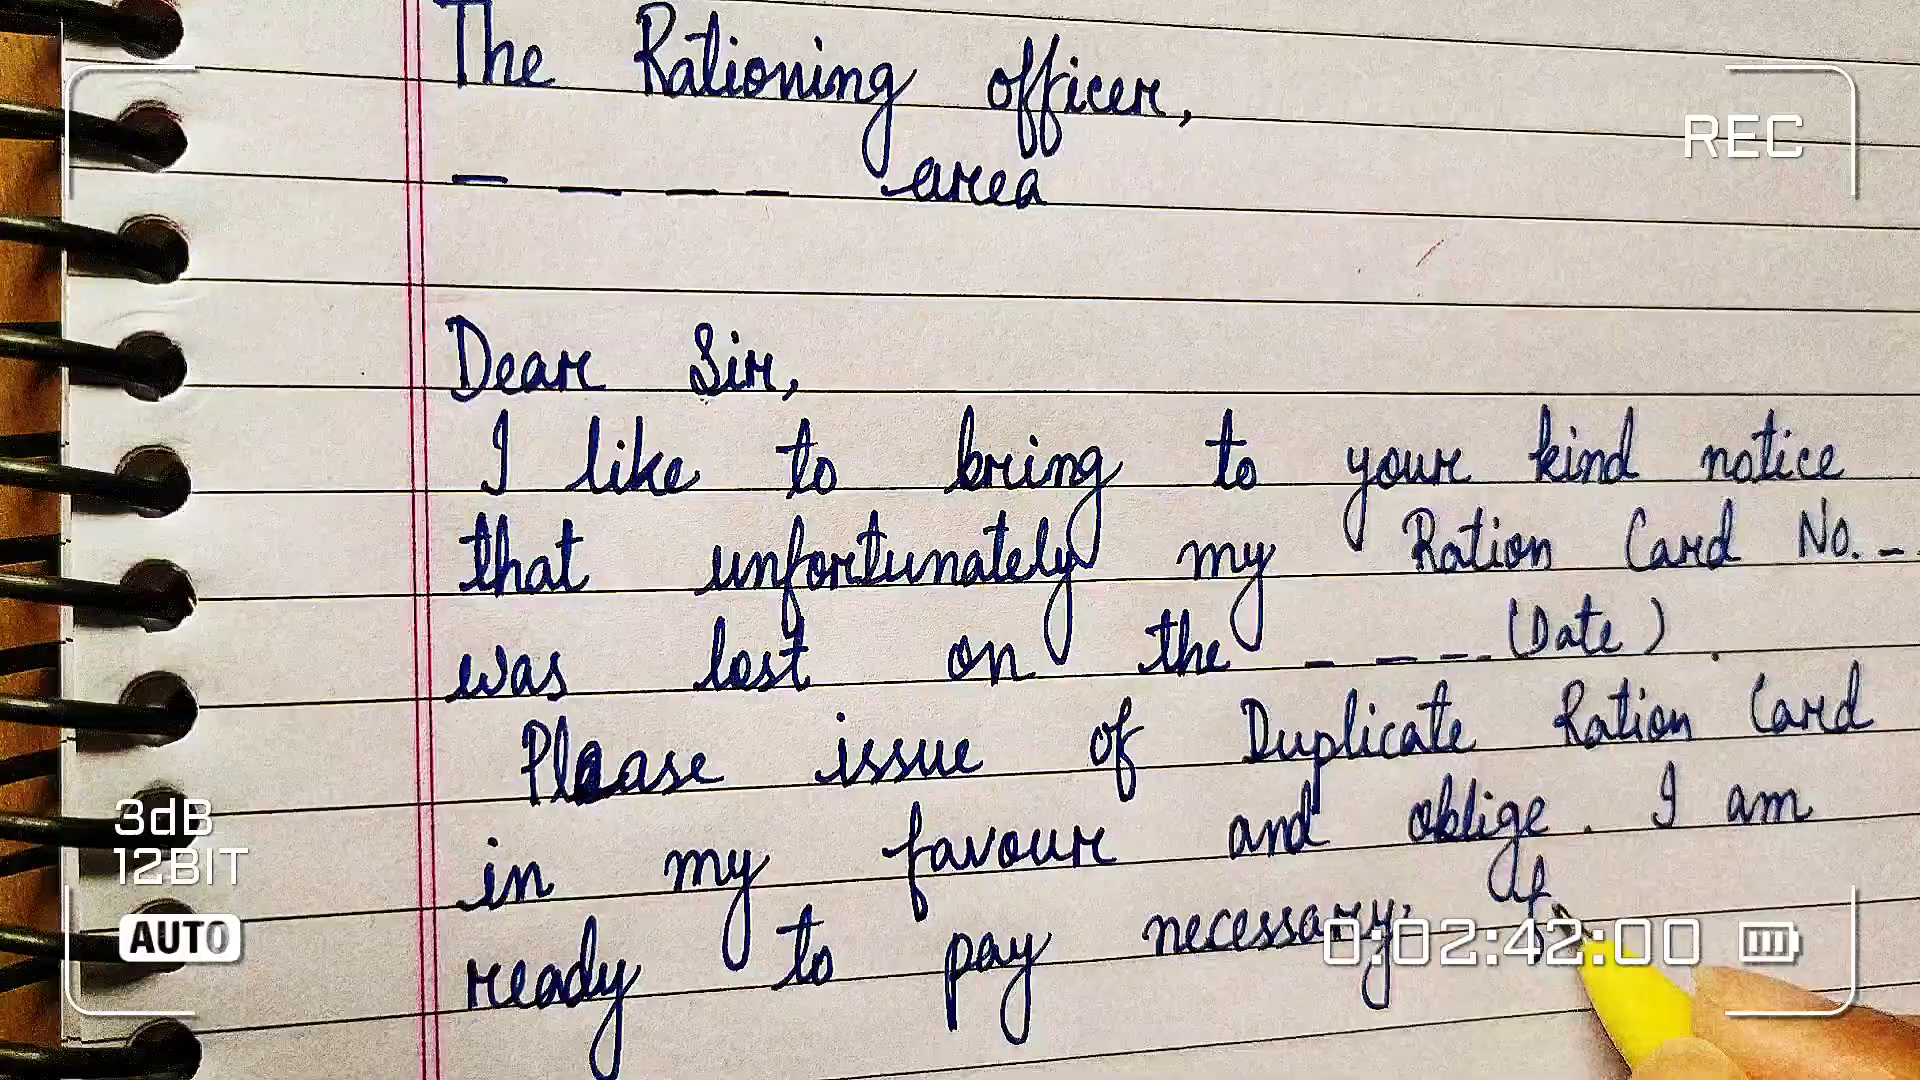 The Rationing officer,
_ _ _ _ area
Dear Sir,
I like to bring to your kind notice
that unfortunately my Ration Card No. _ _
was lost on the _ _ _ _ (Date) .
Please issue of Duplicate Ration Card
in my favour and oblige. I am
ready to pay necessary. If
REC
3dB
12BIT
AUTO
0:02:42:00